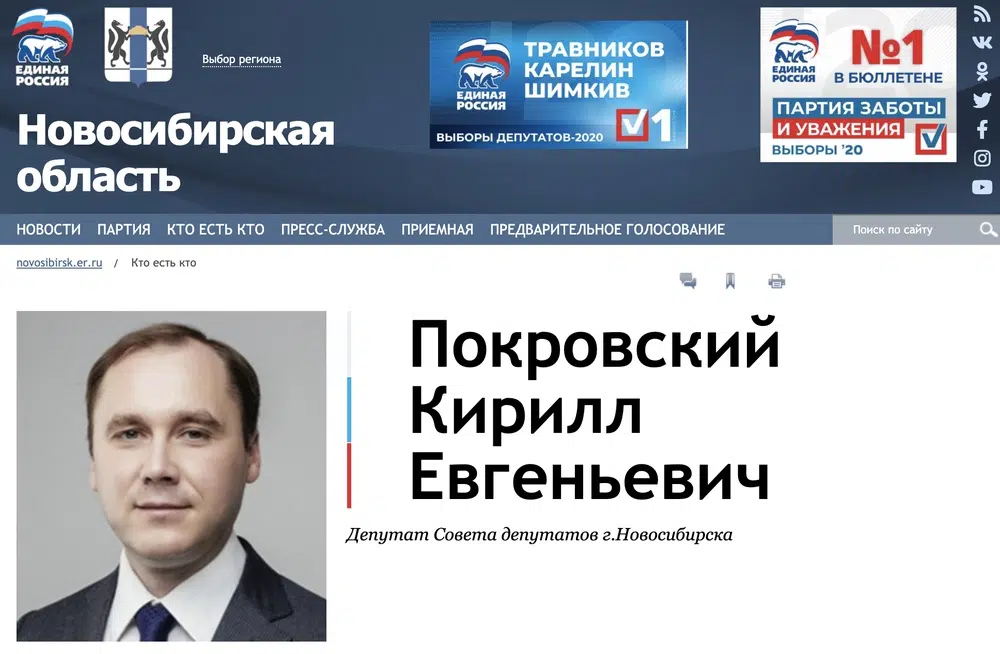 ЕДИНАЯ
РОССИЯ
Выбор региона
Новосибирская
область
ЕДИНАЯ
РОССИЯ
ТРАВНИКОВ
КАРЕЛИН
ШИМКИВ
ВЫБОРЫ ДЕПУТАТОВ-2020
1
ЕДИНАЯ
РОССИЯ
№1
В БЮЛЛЕТЕНЕ
ПАРТИЯ ЗАБОТЫ
И УВАЖЕНИЯ
ВЫБОРЫ '20
НОВОСТИ ПАРТИЯ КТО ЕСТЬ КТО ПРЕСС-СЛУЖБА ПРИЕМНАЯ ПРЕДВАРИТЕЛЬНОЕ ГОЛОСОВАНИЕ Поиск по сайту
novosibirsk.er.ru / Кто есть кто
Покровский
Кирилл
Евгеньевич
Депутат Совета депутатов г.Новосибирска